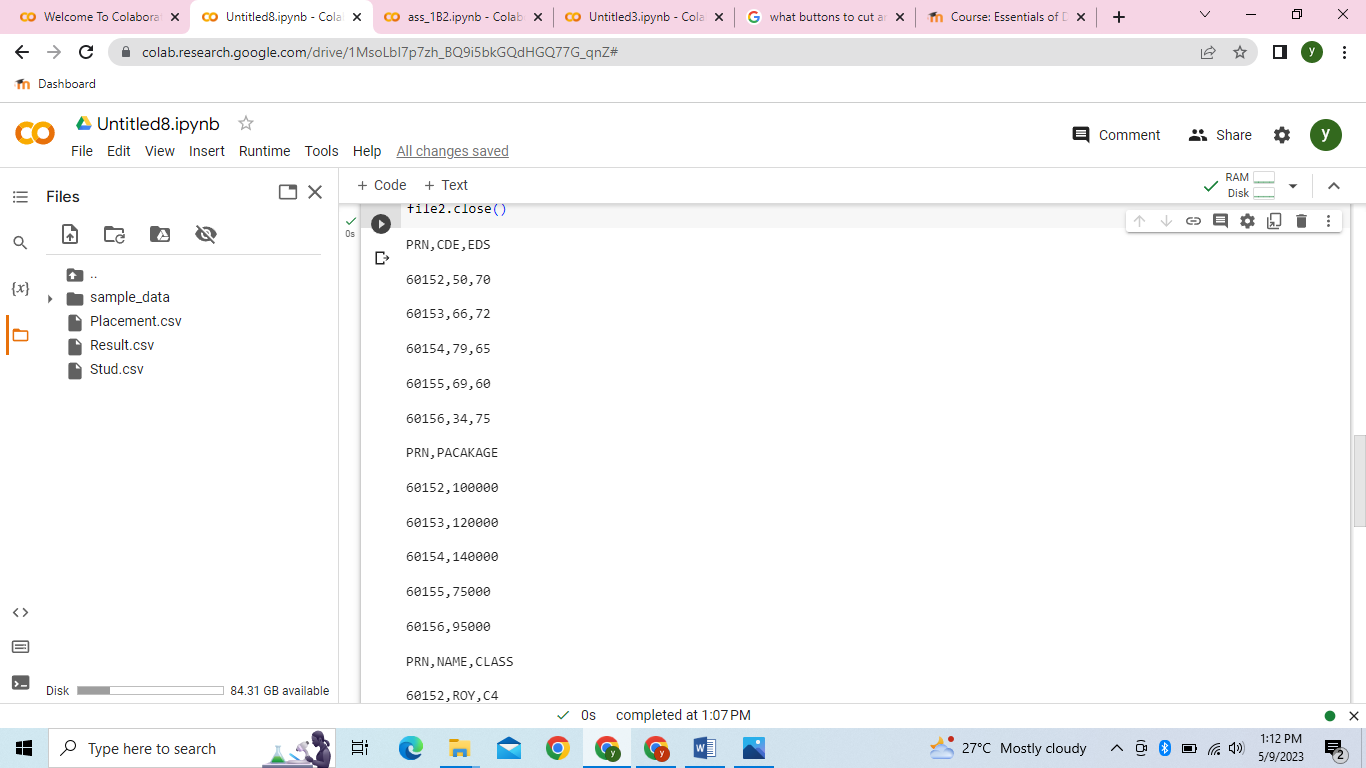 Welcome To Colaborat
Untitled8.ipynb - Cola
ass_1B2.ipynb - Colab
Untitled3.ipynb - Cola
what buttons to cut a
Course: Essentials of D
colab.research.google.com/drive/1MsoLbI7p7zh_BQ9i5bkGQdHGQ77G_qnZ#
y
Dashboard
Untitled8.ipynb
File Edit View Insert Runtime Tools Help All changes saved
Comment Share y
Files
+ Code + Text
RAM
Disk
file2.close()
0s
PRN,CDE,EDS
60152,50,70
60153,66,72
60154,79,65
60155,69,60
60156,34,75
PRN,PACAKAGE
60152,100000
60153,120000
60154,140000
60155,75000
60156,95000
PRN,NAME,CLASS
60152,ROY,C4
..
{x}
sample_data
Placement.csv
Result.csv
Stud.csv
<>
Disk 84.31 GB available
0s completed at 1:07 PM
Type here to search
27°C Mostly cloudy
1:12 PM
5/9/2023
2